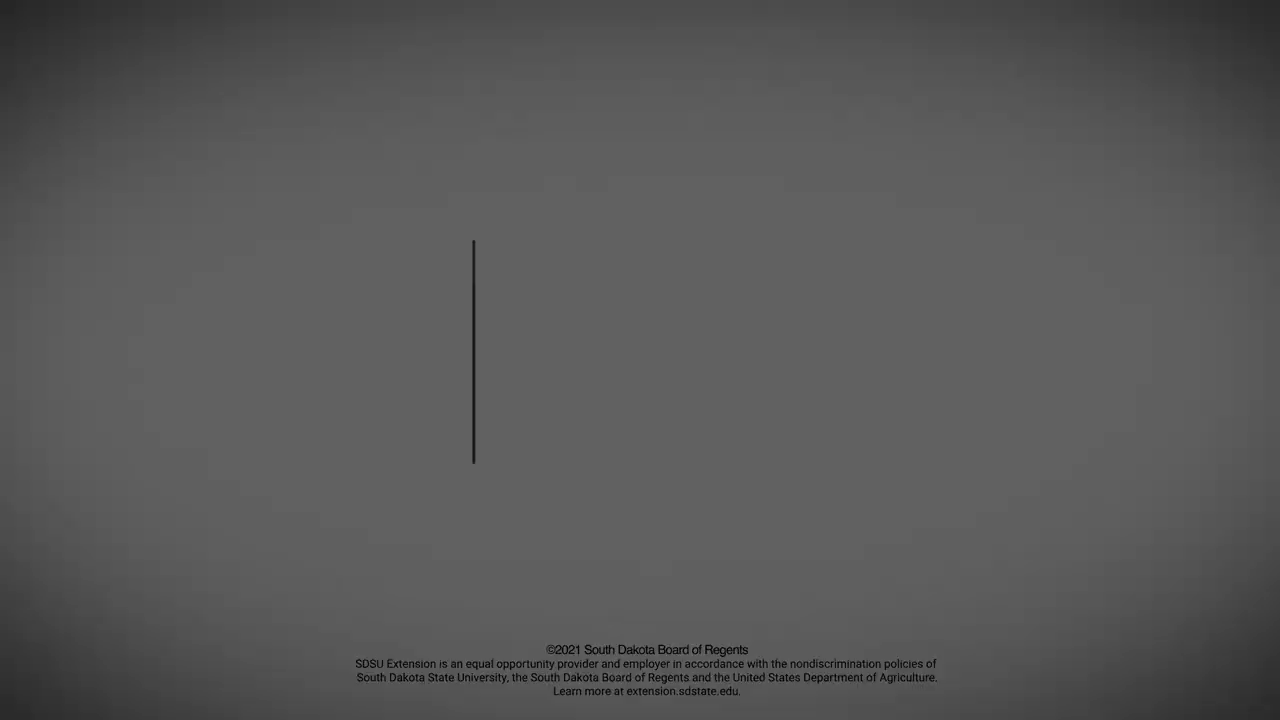 ©2021 South Dakota Board of Regents
SDSU Extension is an equal opportunity provider and employer in accordance with the nondiscrimination policies of
South Dakota State University, the South Dakota Board of Regents and the United States Department of Agriculture.
Learn more at extension.sdstate.edu.